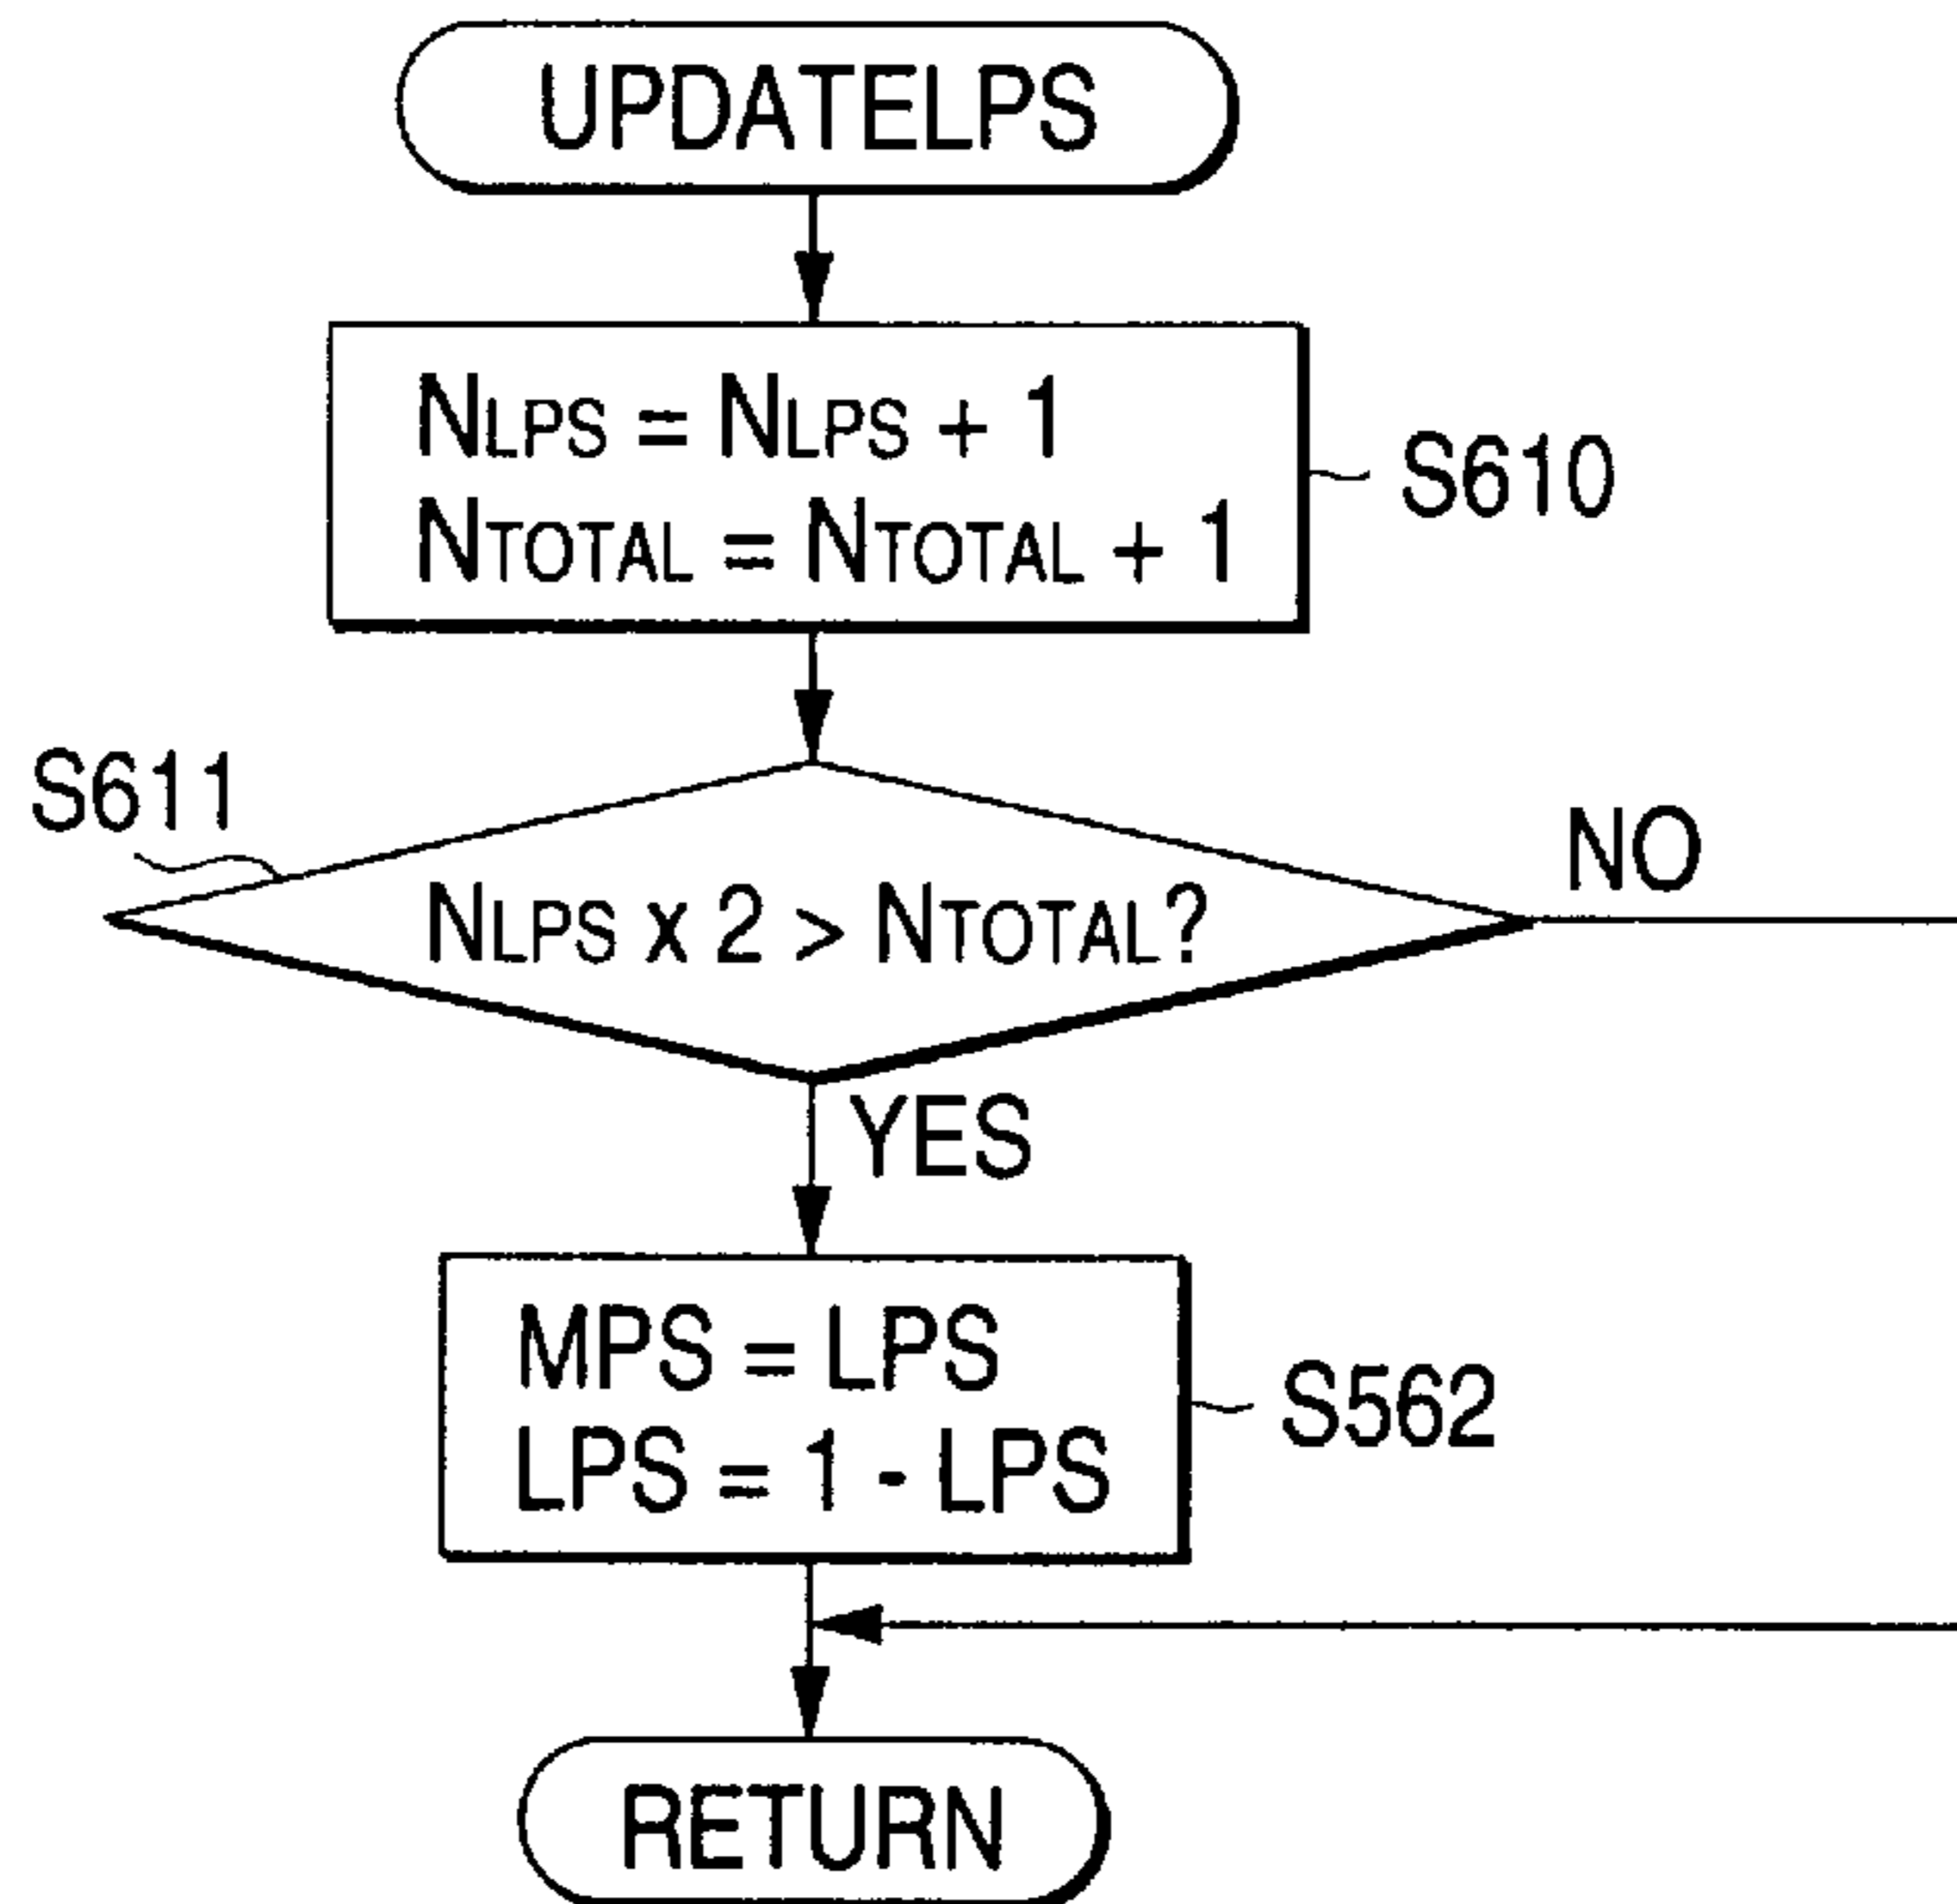 UPDATELPS
NLPS = NLPS + 1
NTOTAL = NTOTAL + 1
S610
S611
NLPS x 2 > NTOTAL?
NO
YES
MPS = LPS
LPS = 1 - LPS
S562
RETURN